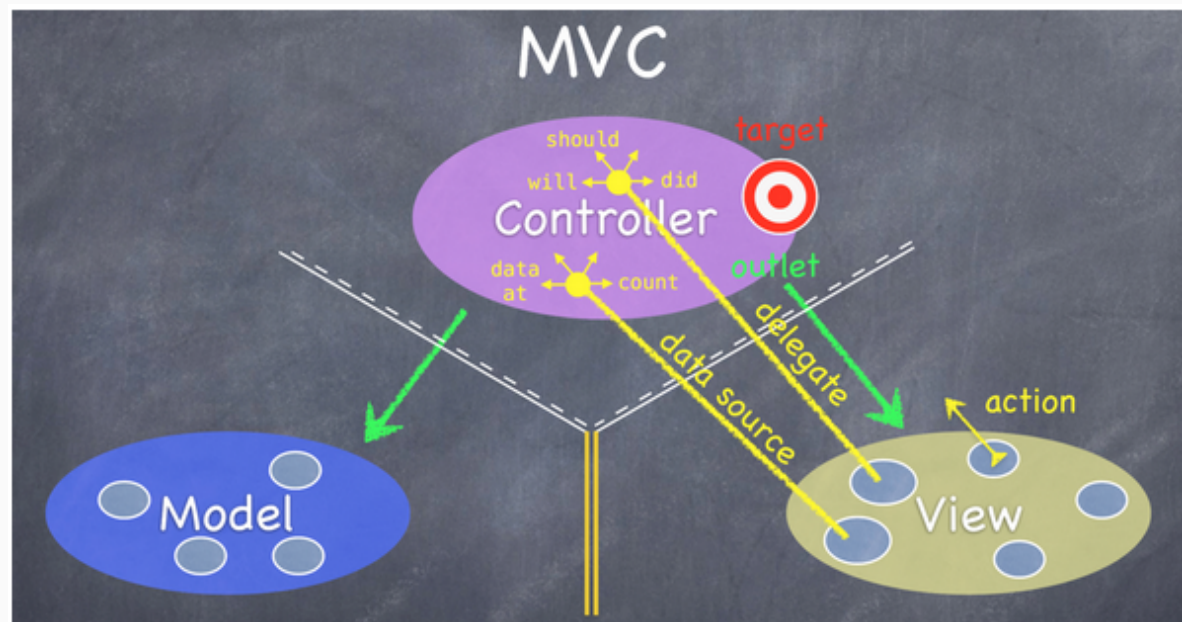 MVC
target
should
will
did
Controller
data
at
count
outlet
delegate
data source
action
Model
View